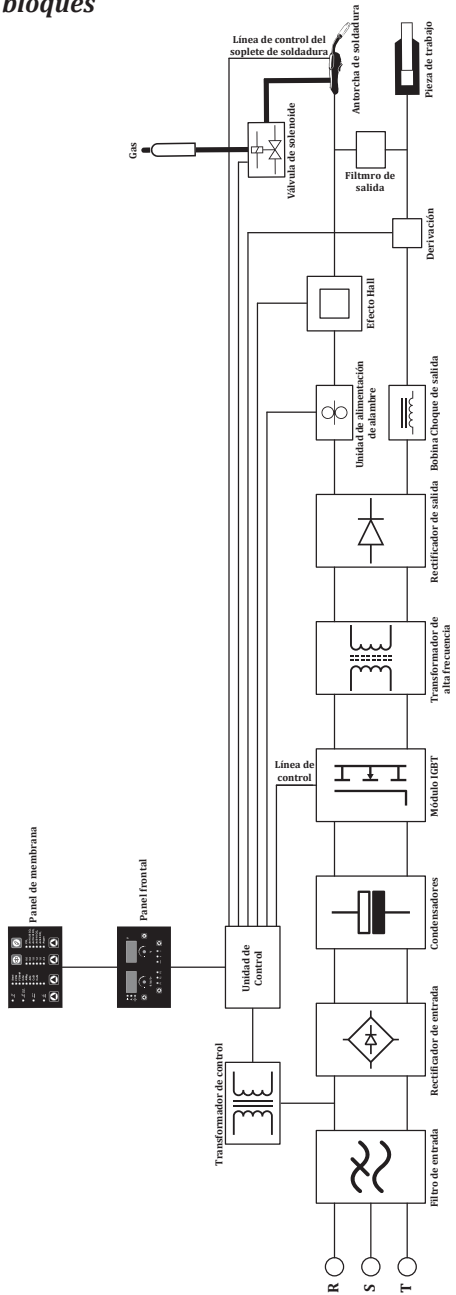 bloques
Línea de control del
soplete de soldadura
Antorcha de soldadura
Pieza de trabajo
Gas
Válvula de solenoide
Filtmro de
salida
Derivación
Efecto Hall
Unidad de alimentación
de alambre
Bobina Choque de salida
Rectificador de salida
Transformador de
alta frecuencia
Línea de
control
Módulo IGBT
Panel de membrana
Panel frontal
Unidad de
Control
Condensadores
Transformador de control
Rectificador de entrada
Filtro de entrada
R
S
T